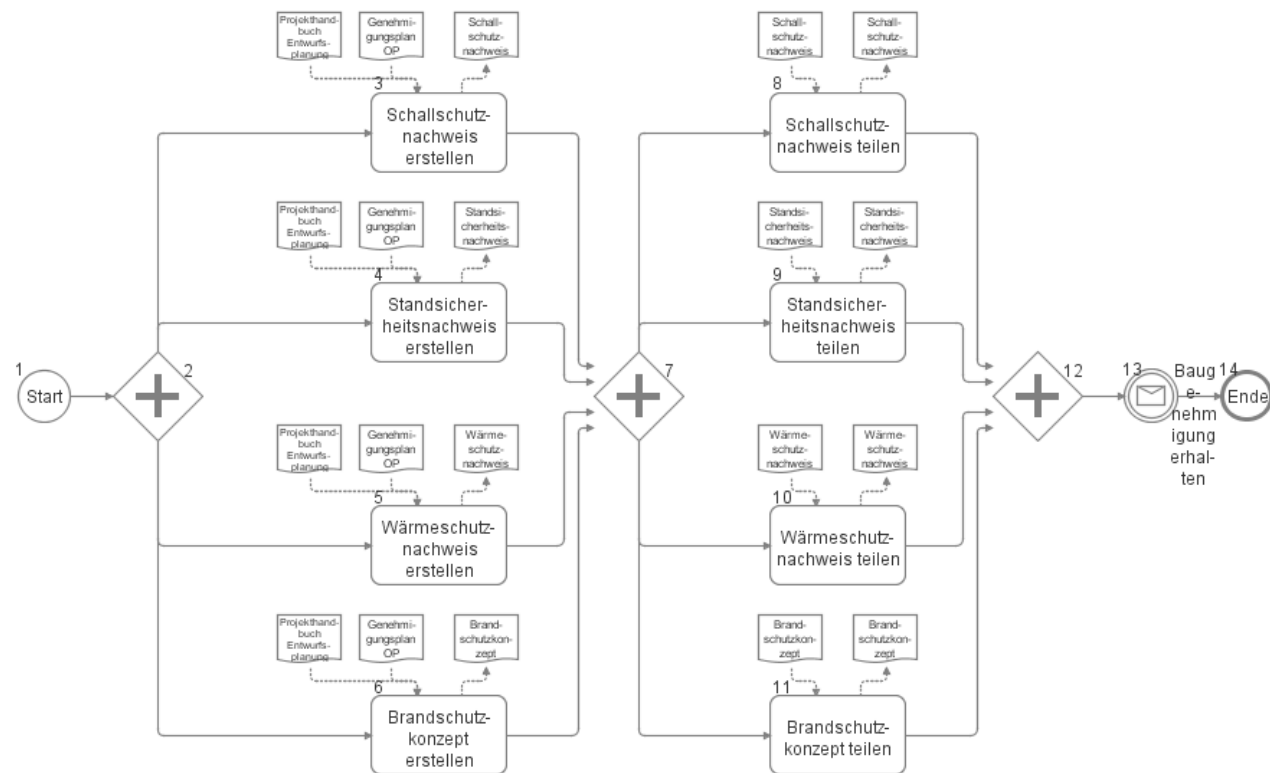 Projekthand-
buch
Entwurfs-
planung
Genehmi-
gungsplan
OP
Schall-
schutz-
nachweis
3
Schallschutz-
nachweis
erstellen
Schall-
schutz-
nachweis
Schall-
schutz-
nachweis
8
Schallschutz-
nachweis teilen
Projekthand-
buch
Entwurfs-
planung
Genehmi-
gungsplan
OP
Standsi-
cherheits-
nachweis
4
Standsicher-
heitsnachweis
erstellen
Standsi-
cherheits-
nachweis
Standsi-
cherheits-
nachweis
9
Standsicher-
heitsnachweis
teilen
1
Start
2
7
12
13
Baug
e-
nehm
igung
erhal-
ten
14
Ende
Projekthand-
buch
Entwurfs-
planung
Genehmi-
gungsplan
OP
Wärme-
schutz-
nachweis
5
Wärmeschutz-
nachweis
erstellen
Wärme-
schutz-
nachweis
Wärme-
schutz-
nachweis
10
Wärmeschutz-
nachweis teilen
Projekthand-
buch
Entwurfs-
planung
Genehmi-
gungsplan
OP
Brand-
schutzkon-
zept
6
Brandschutz-
konzept
erstellen
Brand-
schutzkon-
zept
Brand-
schutzkon-
zept
11
Brandschutz-
konzept teilen